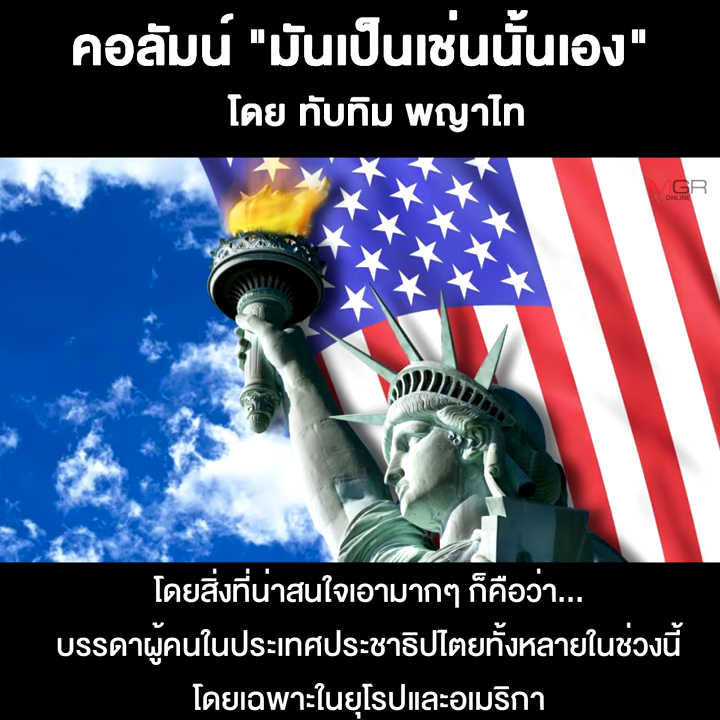 คอลัมน์ "มันเป็นเช่นนั้นเอง"
โดย ทับทิม พญาไท
MGR
ONLINE
โดยสิ่งที่น่าสนใจเอามากๆ ก็คือว่า...
บรรดาผู้คนในประเทศประชาธิปไตยทั้งหลายในช่วงนี้
โดยเฉพาะในยุโรปและอเมริกา